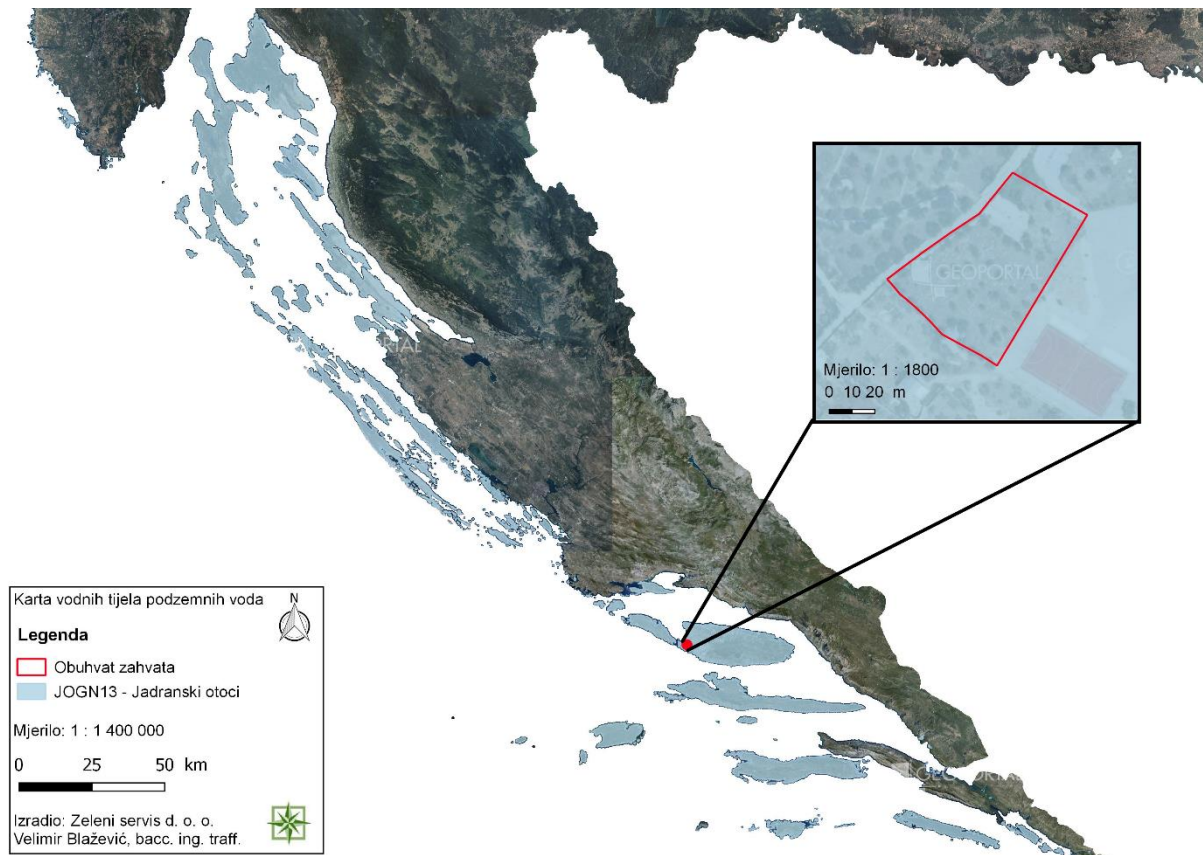 GEOPORTAL
Mjerilo: 1 : 1800
0 10 20 m
GEOPORTAL
Karta vodnih tijela podzemnih voda
N
Legenda
Obuhvat zahvata
JOGN13 - Jadranski otoci
Mjerilo: 1 : 1 400 000
0 25 50 km
Izradio: Zeleni servis d. o. o.
Velimir Blažević, bacc. ing. traff.